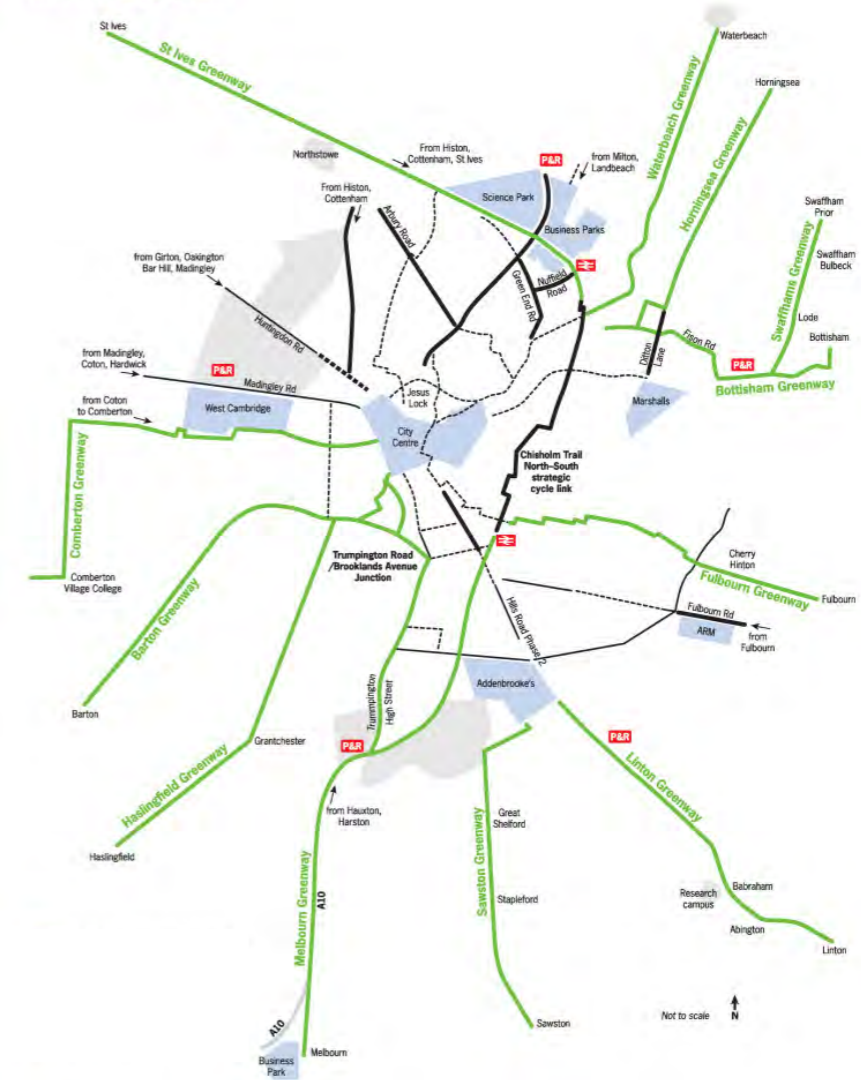 St Ives
Waterbeach
St Ives Greenway
Waterbeach Greenway
Horningsea
Horningsea Greenway
Northstowe
From Histon,
Cottenham, St Ives
P&R
from Milton,
Landbeach
Science Park
From Histon,
Cottenham
Arbury Road
Business Parks
Swaffham
Prior
Swaffham
Bulbeck
Swaffhams Greenway
Lode
Bottisham
from Girton, Oakington
Bar Hill, Madingley
Huntingdon Rd
Green End Rd
Nuffield
Road
Ditton
Lane
Fison Rd
P&R
Bottisham Greenway
from Madingley,
Coton, Hardwick
P&R
Madingley Rd
West Cambridge
Jesus
Lock
Marshalls
from Coton
to Comberton
City
Centre
Chisholm Trail
North–South
strategic
cycle link
Comberton Greenway
Comberton
Village College
Trumpington Road
/Brooklands Avenue
Junction
Cherry
Hinton
Fulbourn Greenway
Fulbourn
Barton Greenway
Hills Road Phase 2
Fulbourn Rd
ARM
from
Fulbourn
Barton
Addenbrooke's
Trummpington
High Street
Grantchester
P&R
P&R
Haslingfield Greenway
Linton Greenway
from Hauxton,
Harston
Haslingfield
Great
Shelford
Melbourn Greenway
A10
Sawston Greenway
Stapleford
Research
campus
Babraham
Abington
Linton
Not to scale
N
A10
Sawston
Business
Park
Melbourn